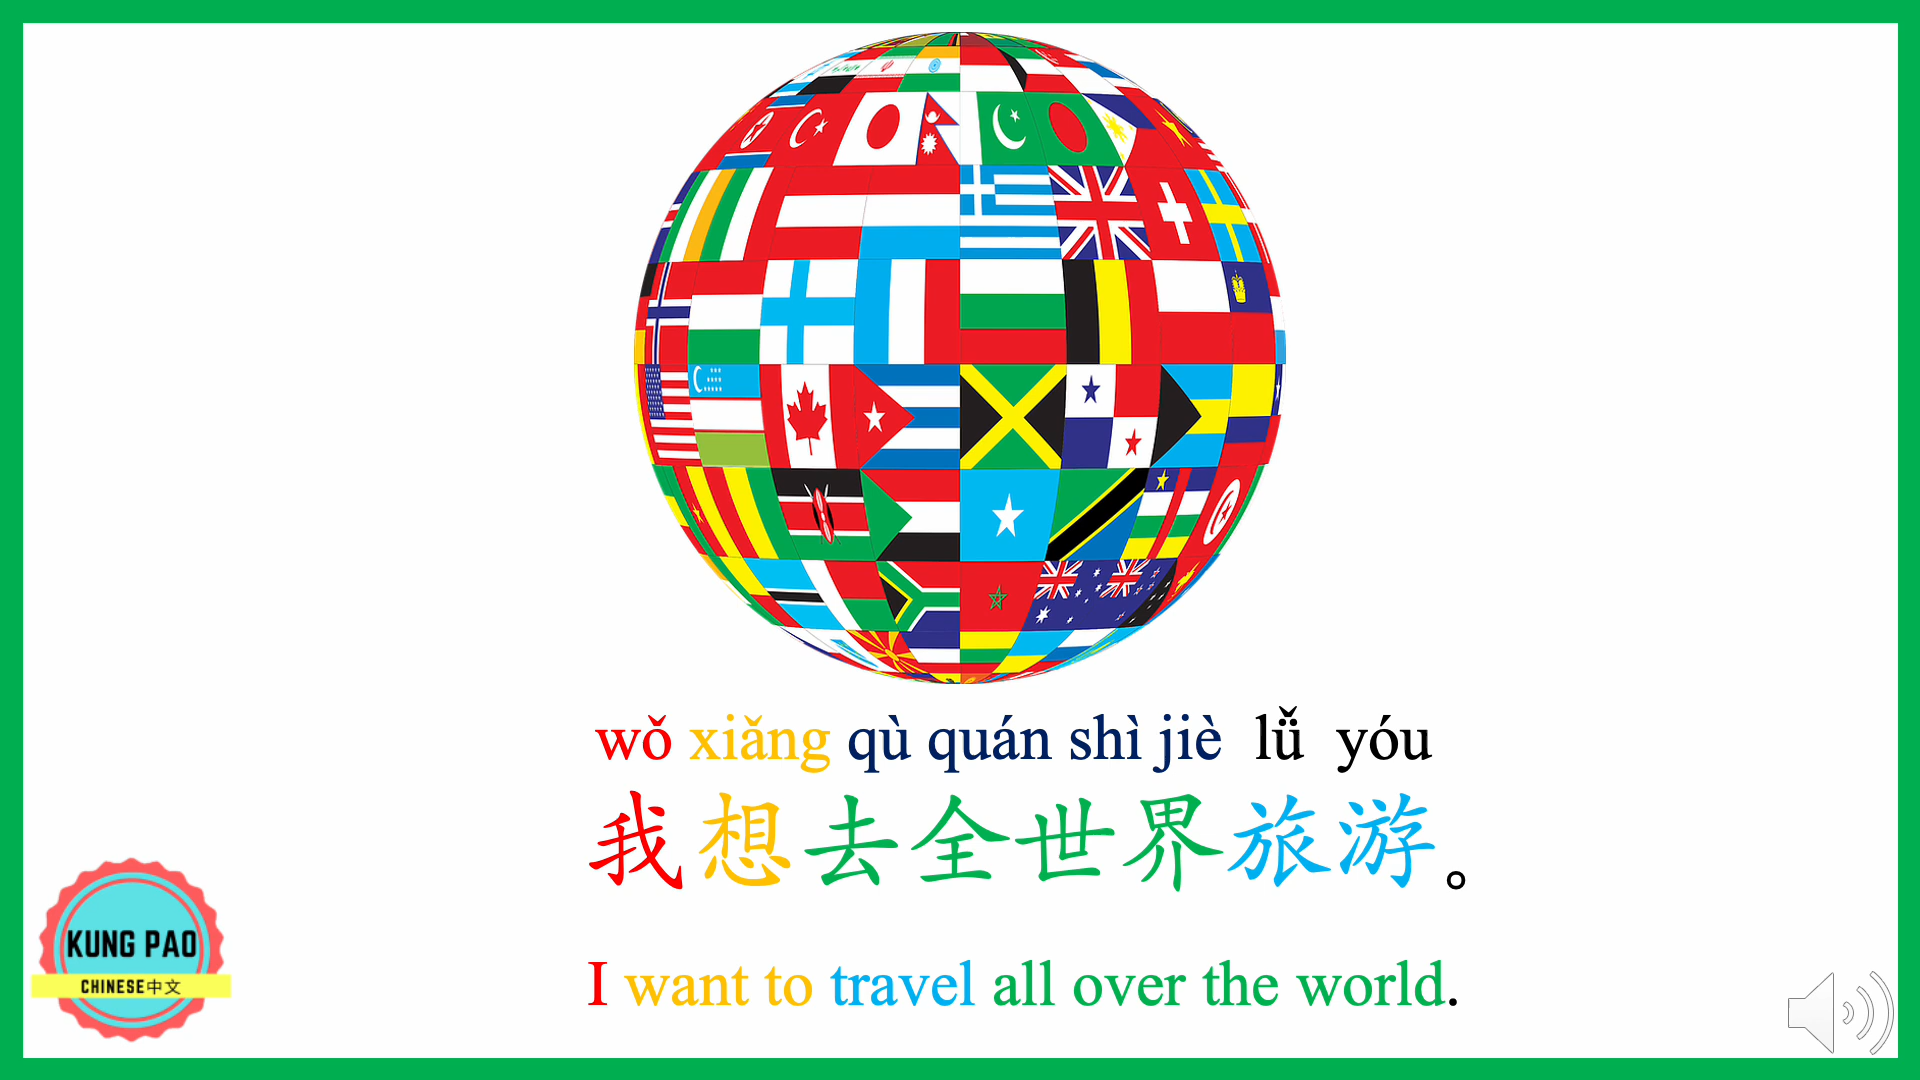 wǒ xiǎng qù quán shì jiè lǚ yóu
我想去全世界旅游。
I want to travel all over the world.
KUNG PAO
CHINESE中文